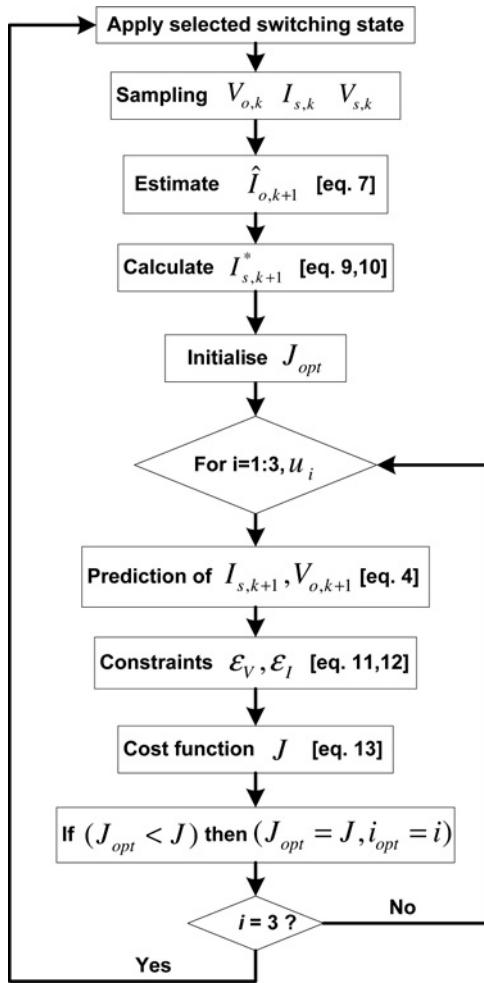 Apply selected switching state
Sampling V_{o,k} I_{s,k} V_{s,k}
Estimate Î_{o,k+1} [eq. 7]
Calculate I^{*}_{s,k+1} [eq. 9,10]
Initialise J_{opt}
For i=1:3, u_i
Prediction of I_{s,k+1}, V_{o,k+1} [eq. 4]
Constraints ε_V, ε_I [eq. 11,12]
Cost function J [eq. 13]
If (J_{opt} < J) then (J_{opt} = J, i_{opt} = i)
i = 3 ?
No
Yes